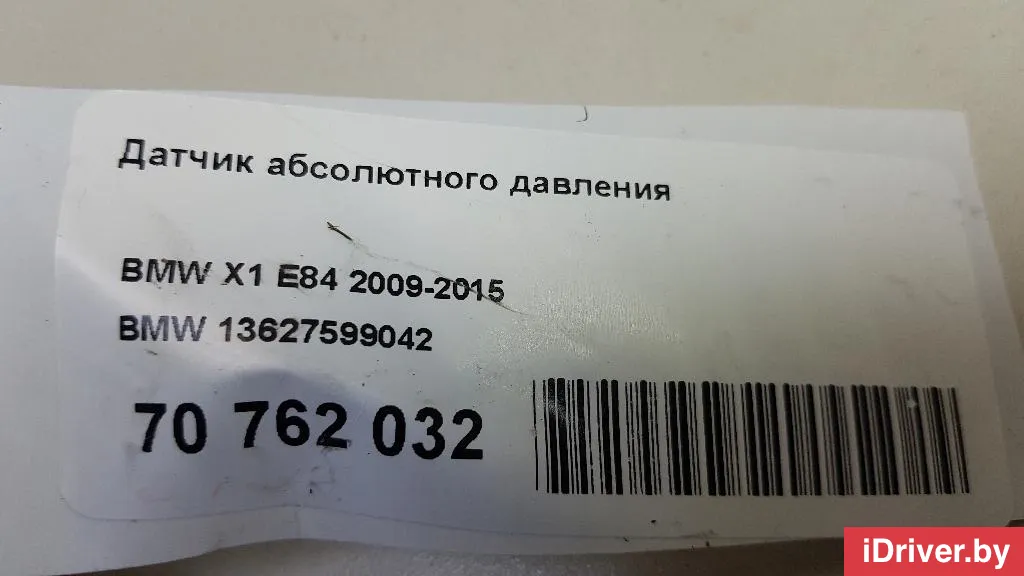 Датчик абсолютного давления
BMW X1 E84 2009-2015
BMW 13627599042
70 762 032
iDriver.by